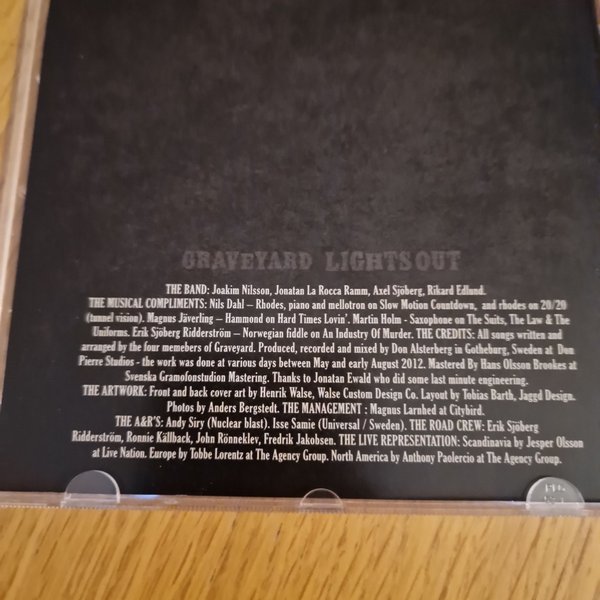 GRAVEYARD LIGHTS OUT
THE BAND: Joakim Nilsson, Jonatan La Rocca Ramm, Axel Sjöberg, Rikard Edlund.
THE MUSICAL COMPLIMENTS: Nils Dahl – Rhodes, piano and mellotron on Slow Motion Countdown, and rhodes on 20/20
(tunnel vision). Magnus Jäverling – Hammond on Hard Times Lovin'. Martin Holm - Saxophone on The Suits, The Law & The
Uniforms. Erik Sjöberg Ridderström – Norwegian fiddle on An Industry Of Murder. THE CREDITS: All songs written and
arranged by the four memebers of Graveyard. Produced, recorded and mixed by Don Alsterberg in Gotheburg, Sweden at Don
Pierre Studios - the work was done at various days between May and early August 2012. Mastered By Hans Olsson Brookes at
Svenska Gramofonstudion Mastering. Thanks to Jonatan Ewald who did some last minute engineering.
THE ARTWORK: Front and back cover art by Henrik Walse, Walse Custom Design Co. Layout by Tobias Barth, Jaggd Design.
Photos by Anders Bergstedt. THE MANAGEMENT : Magnus Larnhed at Citybird.
THE A&R'S: Andy Siry (Nuclear blast). Isse Samie (Universal / Sweden). THE ROAD CREW: Erik Sjöberg
Ridderström, Ronnie Källback, John Rönneklev, Fredrik Jakobsen. THE LIVE REPRESENTATION: Scandinavia by Jesper Olsson
at Live Nation. Europe by Tobbe Lorentz at The Agency Group. North America by Anthony Paolercio at The Agency Group.